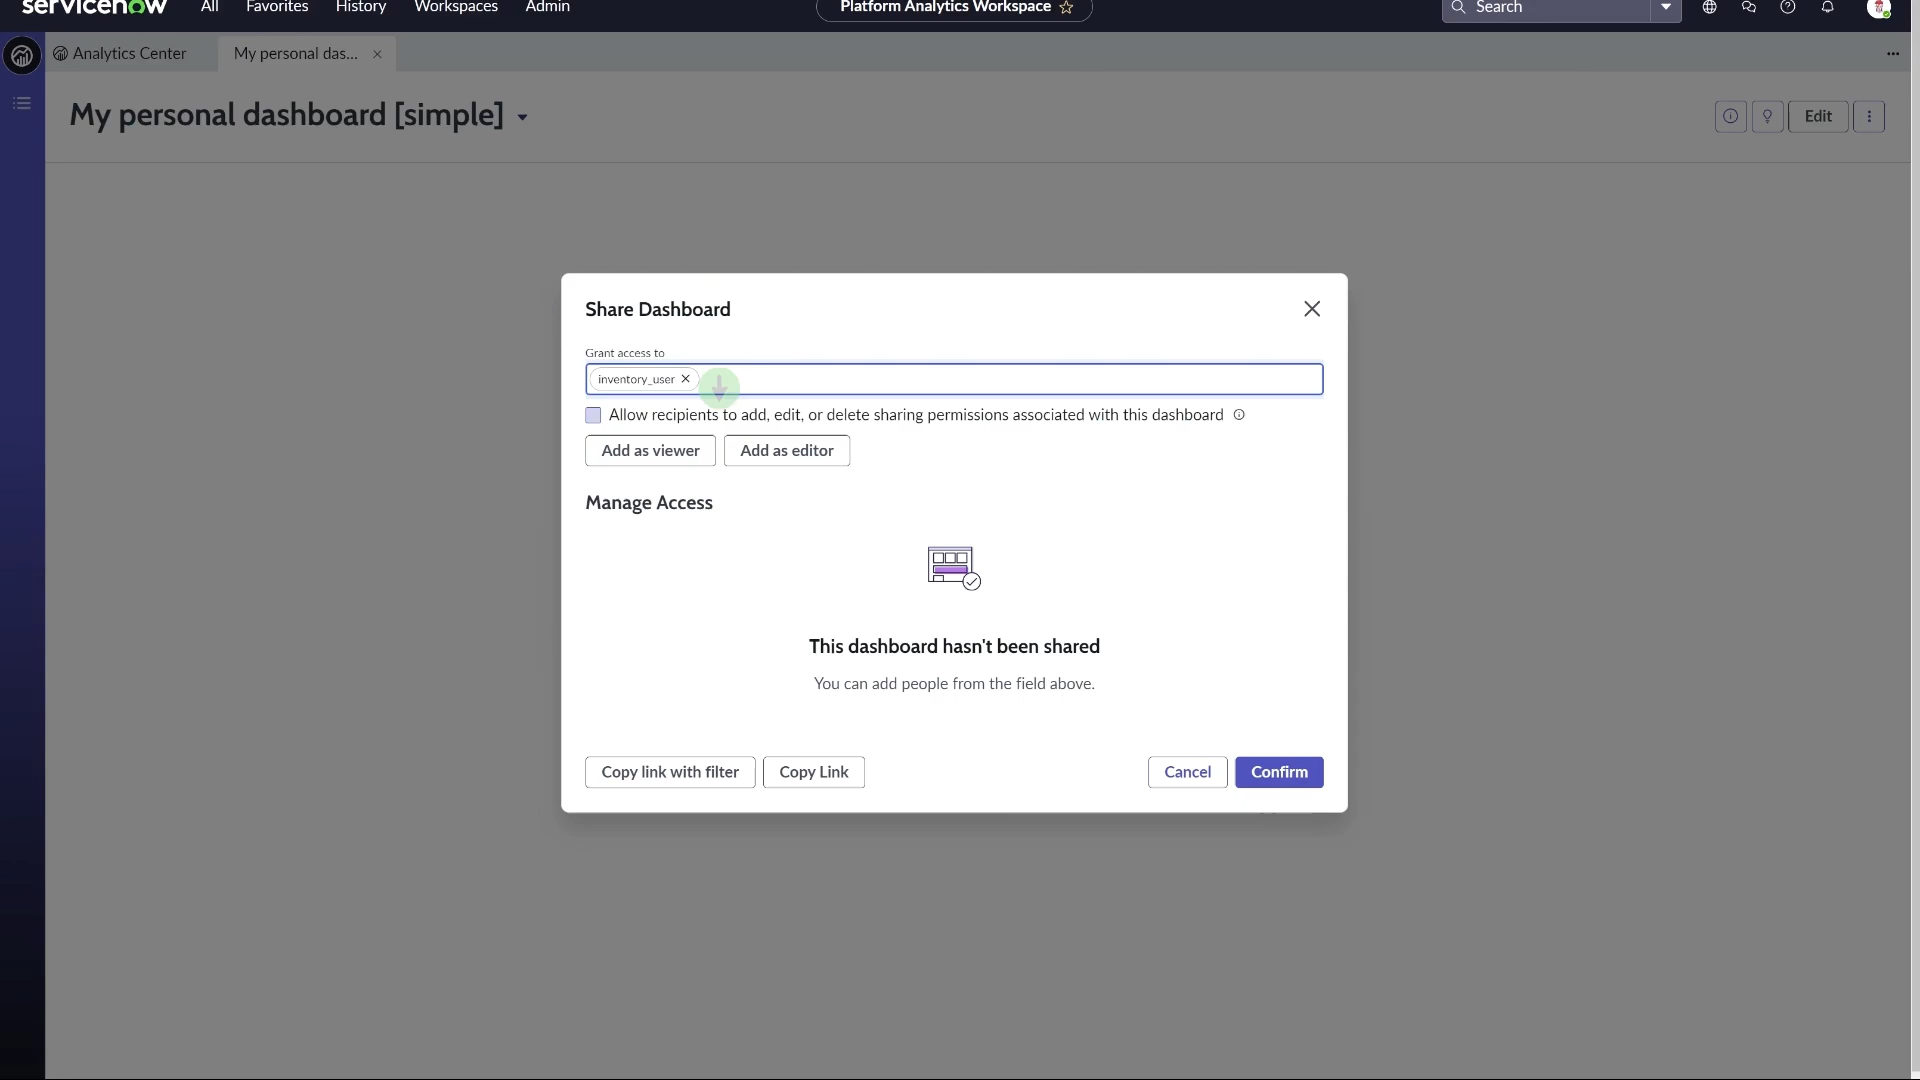 servicenow All Favorites History Workspaces Admin Platform Analytics Workspace Search
Analytics Center My personal das...
My personal dashboard [simple]
Edit
Share Dashboard
Grant access to
inventory_user
Allow recipients to add, edit, or delete sharing permissions associated with this dashboard
Add as viewer Add as editor
Manage Access
This dashboard hasn't been shared
You can add people from the field above.
Copy link with filter Copy Link Cancel Confirm